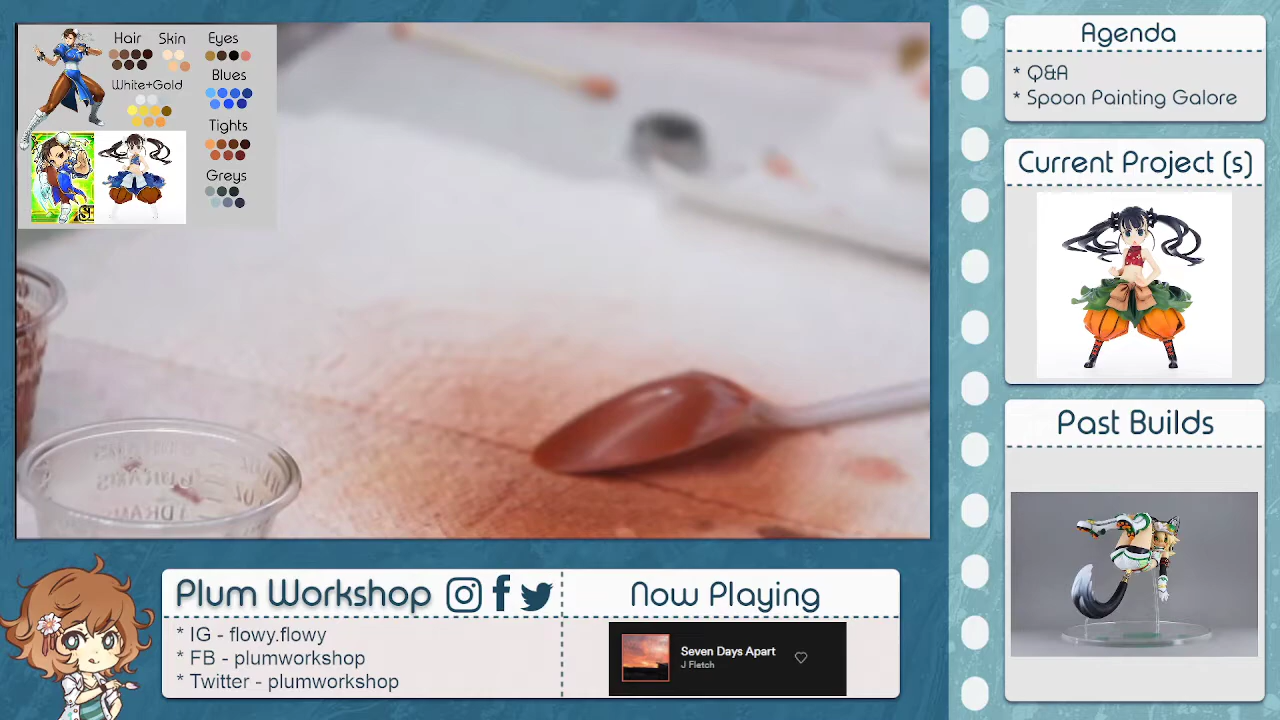 Hair Skin Eyes
White+Gold
Blues
Tights
Greys
Agenda
* Q&A
* Spoon Painting Galore
Current Project (s)
Past Builds
Plum Workshop
* IG - flowy.flowy
* FB - plumworkshop
* Twitter - plumworkshop
Now Playing
Seven Days Apart
J Fletch